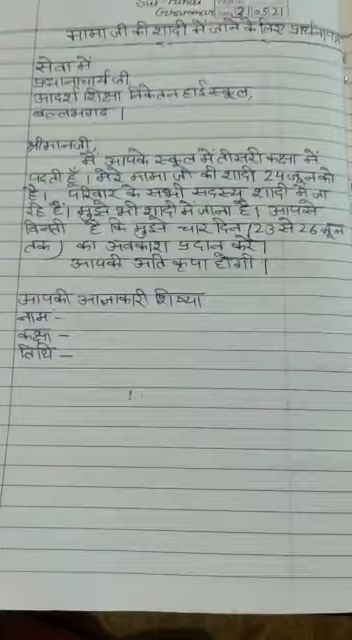 Grammar
मामा जी की शादी में जाने के लिए प्रार्थना पत्र
सेवा में
प्रधानाचार्य जी
आदर्श शिक्षा निकेतन हाई स्कूल,
बल्लभगढ़ |
श्रीमानजी,
मैं आपके स्कूल में तीसरी कक्षा में
पढ़ती हूँ | मेरे मामा जी की शादी 24 जून को
है | परिवार के सभी सदस्य शादी में जा
रहे हैं| मुझे भी शादी में जाना है | आपसे
विनती है कि मुझे चार दिन (23 से 26 जून
तक) का अवकाश प्रदान करें |
आपकी अति कृपा होगी |
आपकी आज्ञाकारी शिष्या
नाम -
कक्षा -
तिथि -